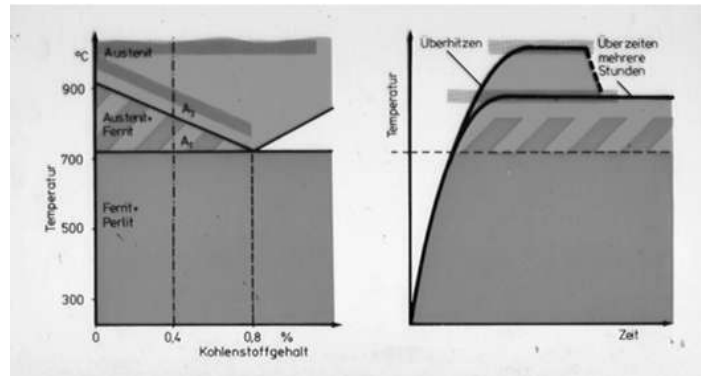 °C
Austenit
900
A₃
Austenit+
Ferrit
A₁
700
Ferrit+
Perlit
500
300
Temperatur
0
0,4
0,8
%
Kohlenstoffgehalt
Überhitzen
Überzeiten
mehrere
Stunden
Temperatur
Zeit